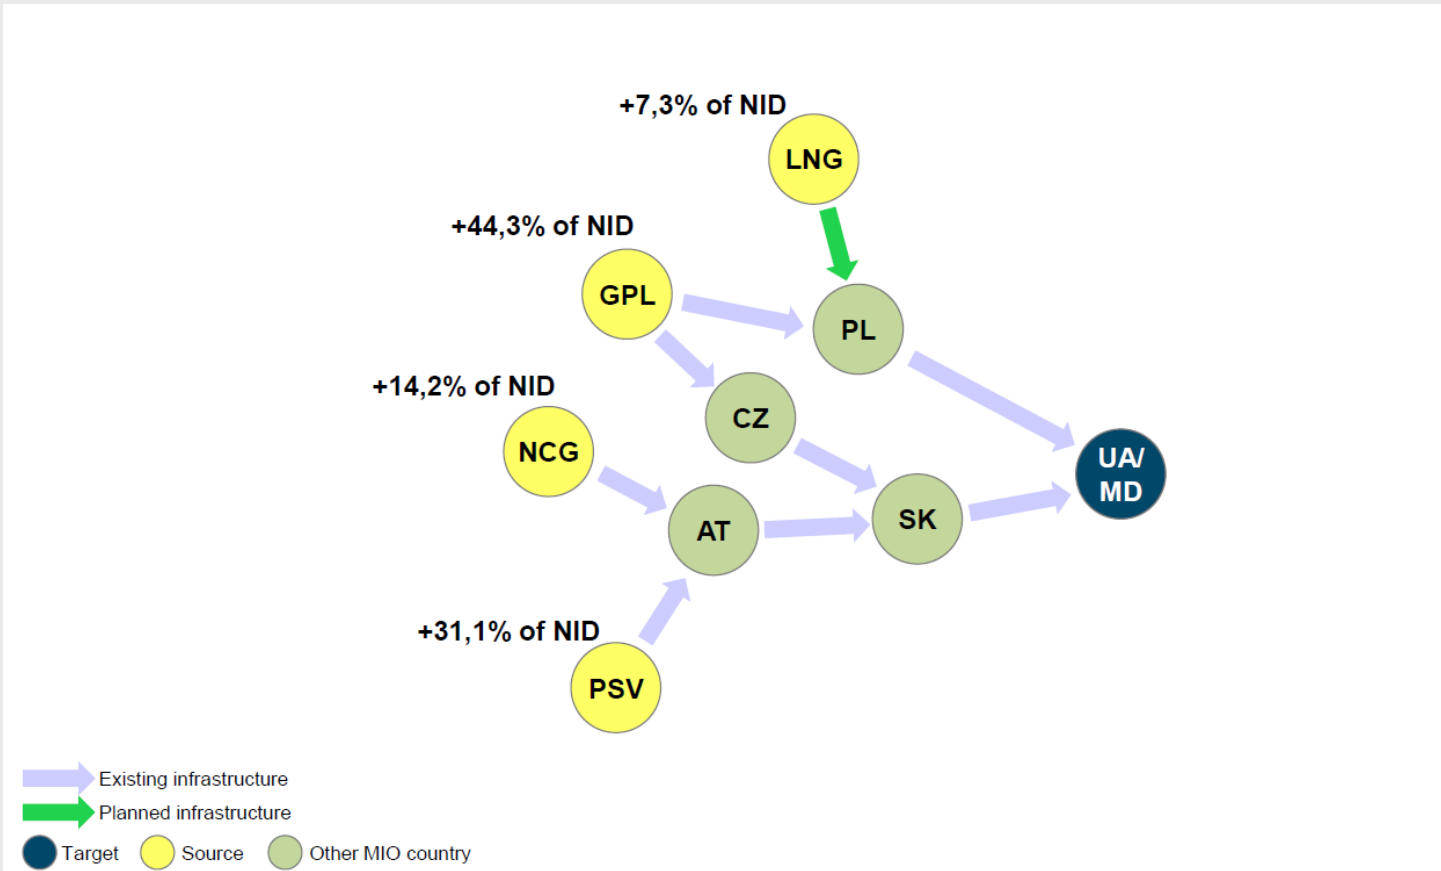 +7,3% of NID
LNG
+44,3% of NID
GPL
PL
+14,2% of NID
CZ
NCG
UA/
MD
AT
SK
+31,1% of NID
PSV
Existing infrastructure
Planned infrastructure
Target
Source
Other MIO country